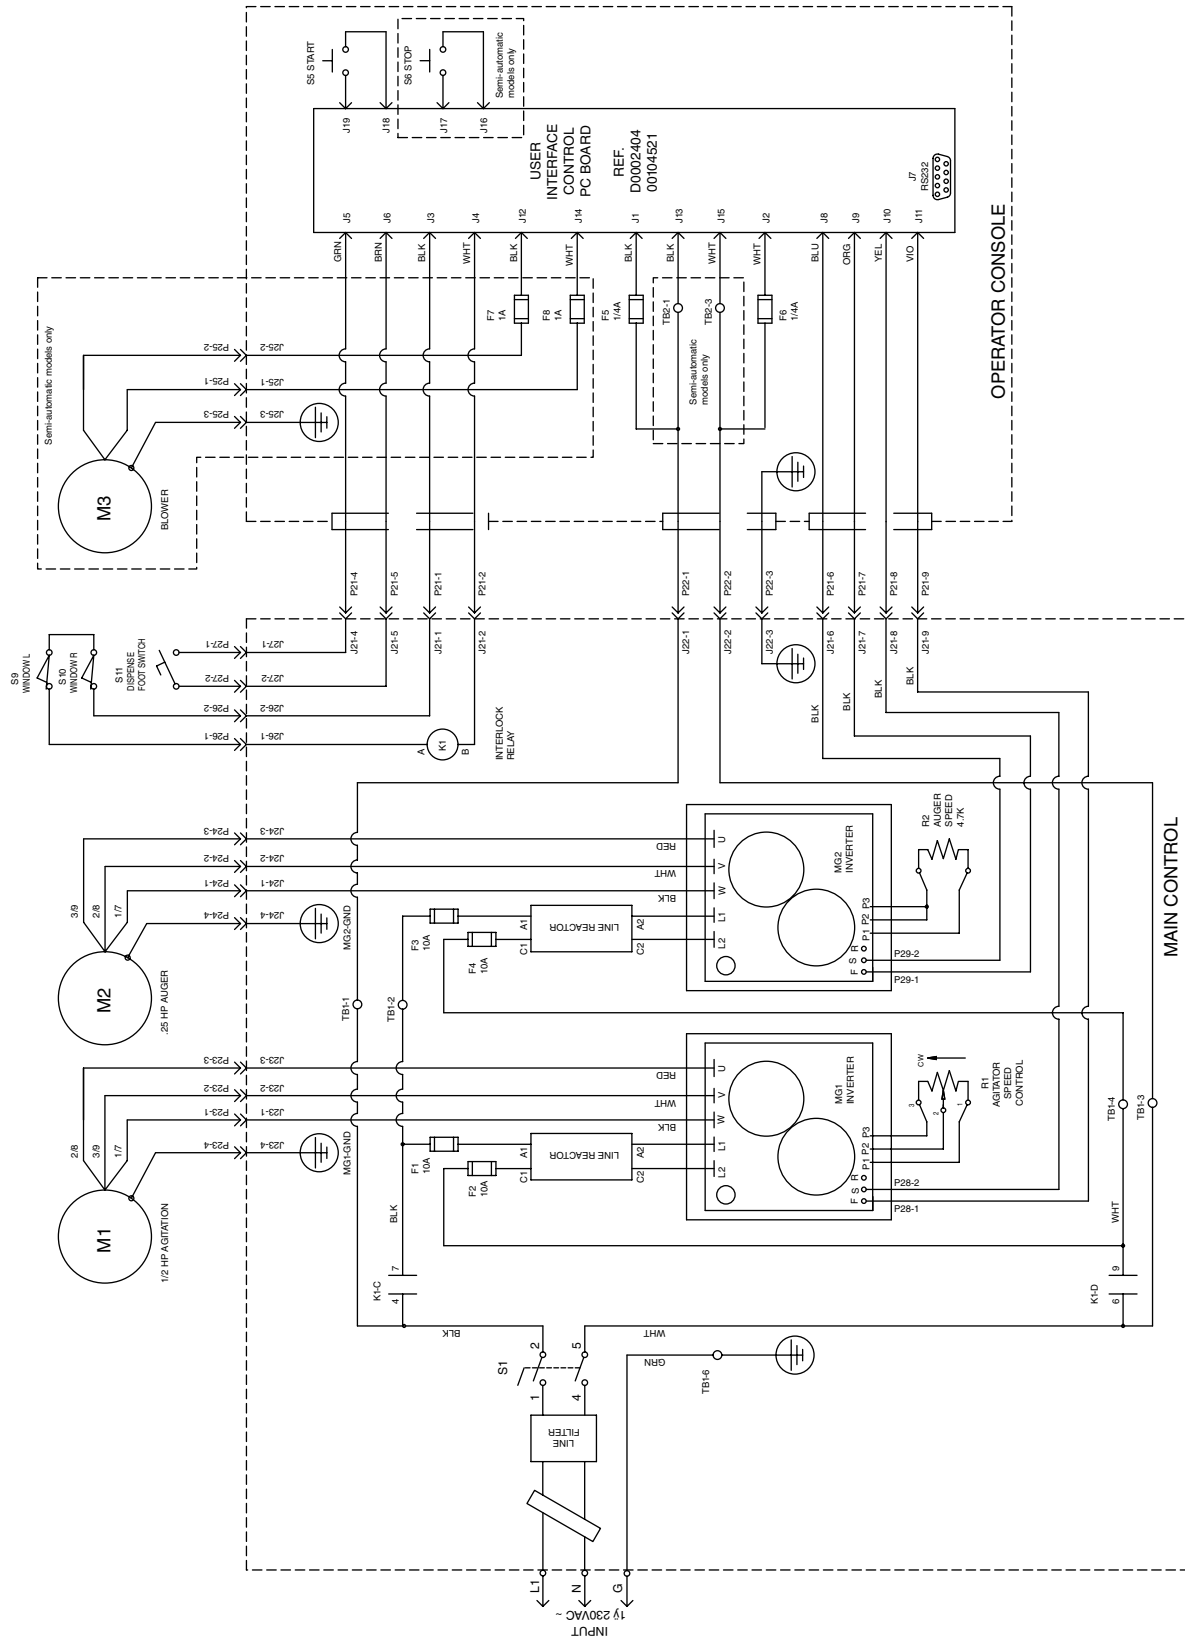 S5 START
S6 STOP
Semi-automatic
models only
J19
J18
J17
J16
USER
INTERFACE
CONTROL
PC BOARD
REF.
D0002404
00104521
J7
RS232
J5
J6
J3
J4
J12
J14
J1
J13
J15
J2
J8
J9
J10
J11
GRN
BRN
BLK
WHT
BLK
WHT
BLK
BLK
WHT
WHT
BLU
ORG
YEL
VIO
F7
1A
F8
1A
F5
1/4A
TB2-1
TB2-3
F6
1/4A
Semi-automatic
models only
OPERATOR CONSOLE
Semi-automatic models only
M3
BLOWER
P25-2
J25-2
P25-1
J25-1
P25-3
J25-3
P21-4
P21-5
P21-1
P21-2
P22-1
P22-2
P22-3
P21-6
P21-7
P21-8
P21-9
J21-4
J21-5
J21-1
J21-2
J22-1
J22-2
J22-3
J21-6
J21-7
J21-8
J21-9
S9
WINDOW L
S10
WINDOW R
S11
DISPENSE
FOOT SWITCH
P27-1
J27-1
P27-2
J27-2
P26-2
J26-2
P26-1
J26-1
A
K1
B
INTERLOCK
RELAY
BLK
BLK
BLK
BLK
M2
.25 HP AUGER
3/9
2/8
1/7
P24-3
J24-3
P24-2
J24-2
P24-1
J24-1
P24-4
J24-4
MG2-GND
RED
WHT
BLK
F3
10A
F4
10A
A1
C1
LINE REACTOR
A2
C2
U
V
W
L1
L2
MG2
INVERTER
P3
P2
P1
R
S
F
P29-2
P29-1
R2
AUGER
SPEED
4.7K
TB1-1
TB1-2
MAIN CONTROL
M1
1/2 HP AGITATION
2/8
3/9
1/7
P23-3
J23-3
P23-2
J23-2
P23-1
J23-1
P23-4
J23-4
MG1-GND
RED
WHT
BLK
F1
10A
F2
10A
A1
C1
LINE REACTOR
A2
C2
U
V
W
L1
L2
MG1
INVERTER
P3
P2
P1
R
S
F
P28-2
P28-1
CW
3
2
1
R1
AGITATOR
SPEED
CONTROL
TB1-4
TB1-3
BLK
WHT
K1-C
7
4
K1-D
9
6
BLK
WHT
S1
2
5
1
4
GRN
TB1-6
LINE
FILTER
L1
N
G
1ÿ 230VAC ~
INPUT